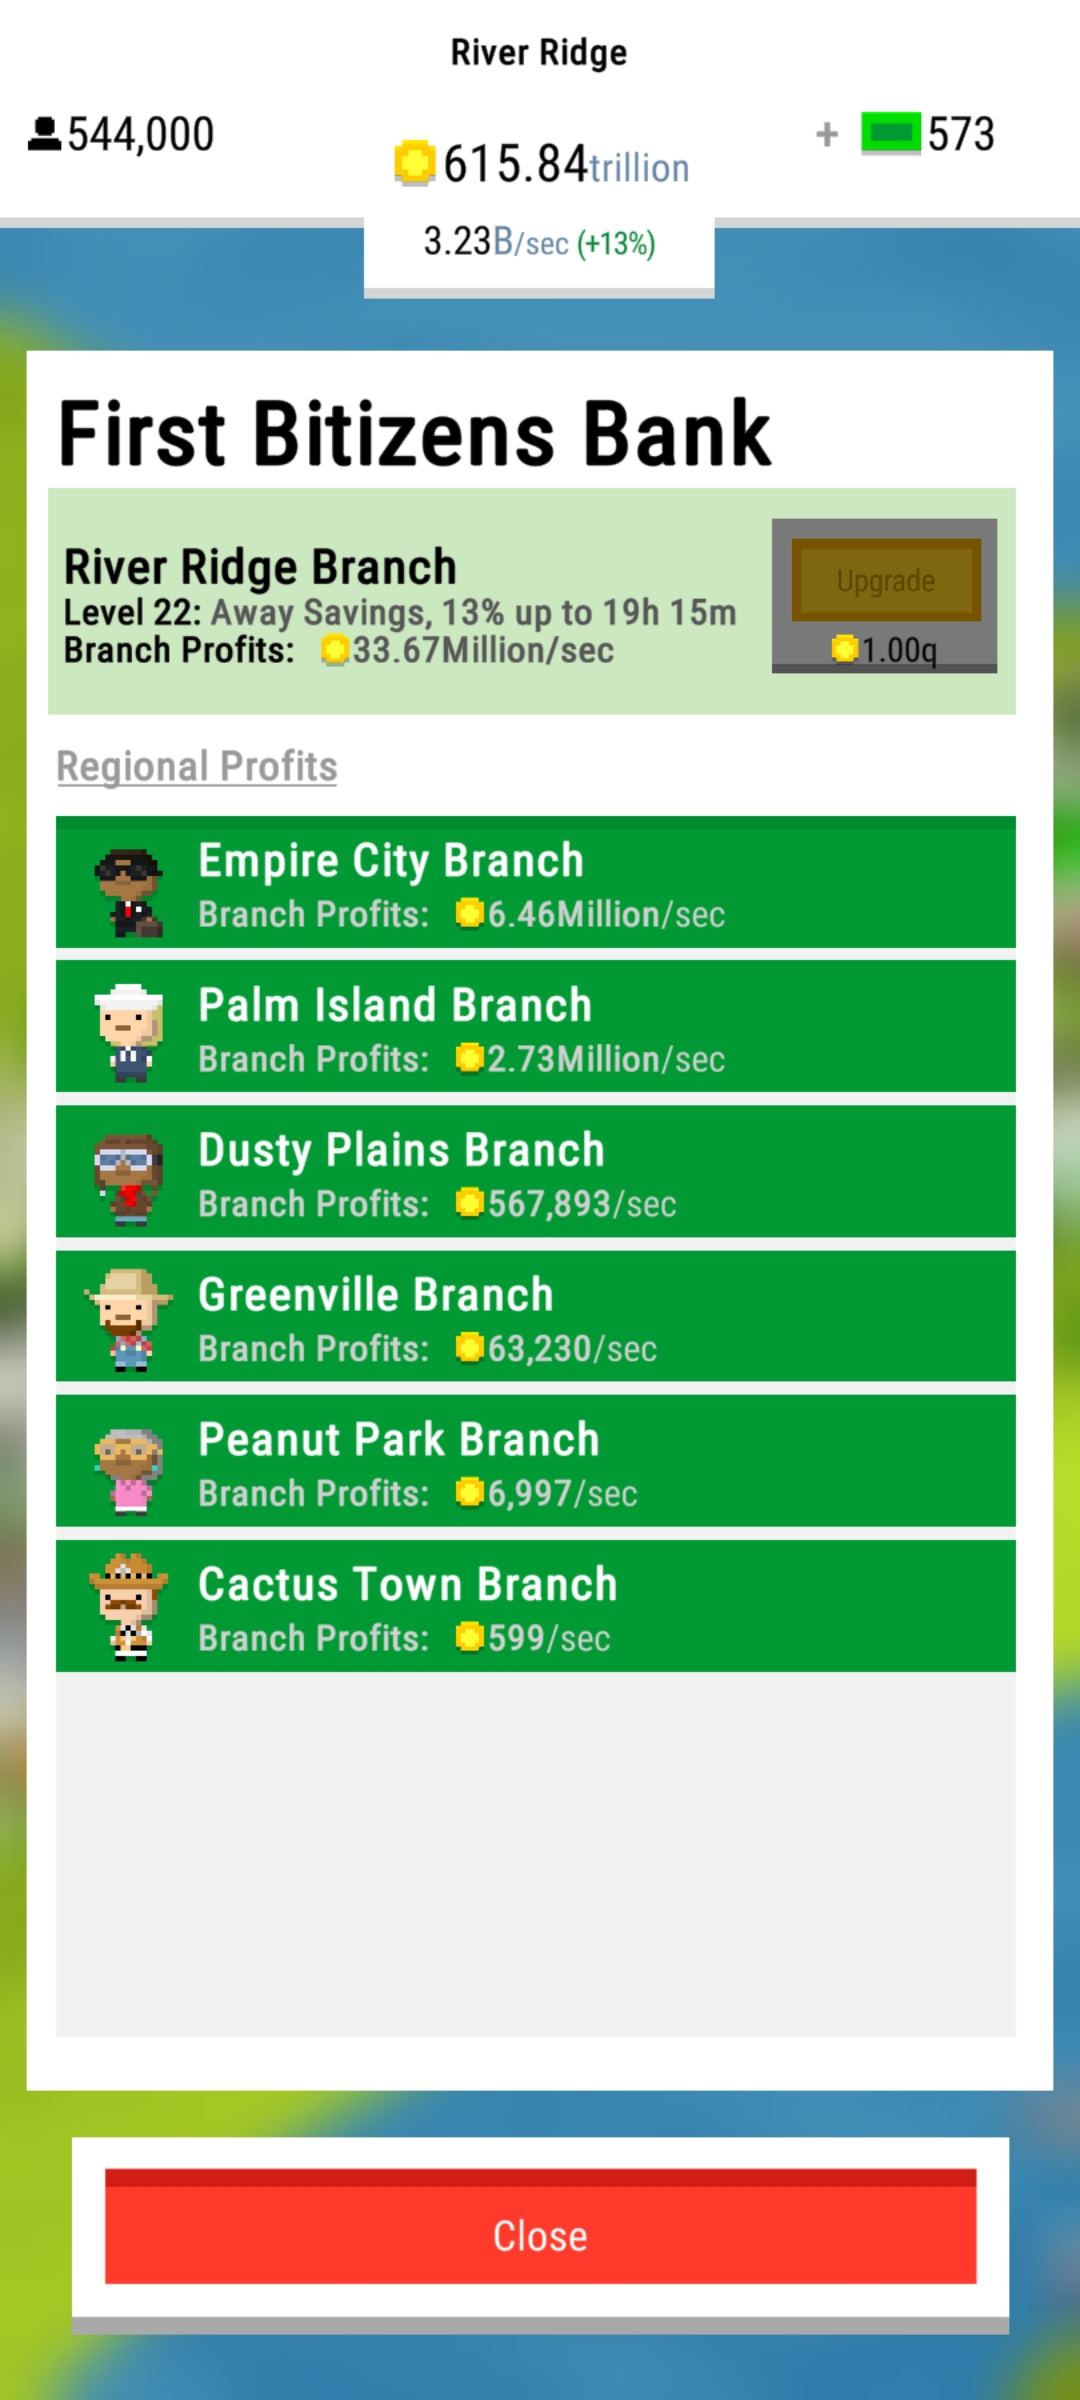 River Ridge
544,000
615.84trillion
+ 573
3.23B/sec (+13%)
First Bitizens Bank
River Ridge Branch
Level 22: Away Savings, 13% up to 19h 15m
Branch Profits: 33.67Million/sec
Upgrade
1.00q
Regional Profits
Empire City Branch
Branch Profits: 6.46Million/sec
Palm Island Branch
Branch Profits: 2.73Million/sec
Dusty Plains Branch
Branch Profits: 567,893/sec
Greenville Branch
Branch Profits: 63,230/sec
Peanut Park Branch
Branch Profits: 6,997/sec
Cactus Town Branch
Branch Profits: 599/sec
Close